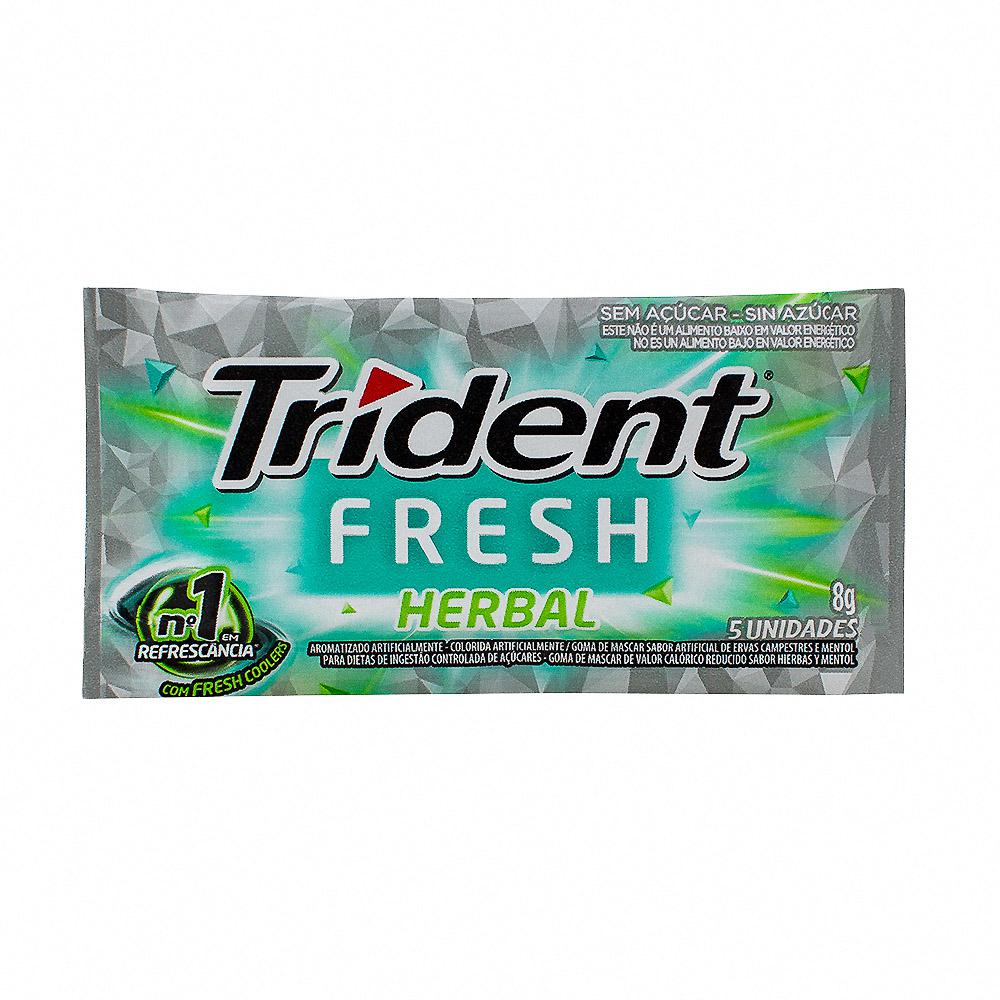 SEM AÇÚCAR - SIN AZÚCAR
ESTE NÃO É UM ALIMENTO BAIXO EM VALOR ENERGÉTICO
NO ES UN ALIMENTO BAJO EN VALOR ENERGÉTICO
Trident®
FRESH
HERBAL
8g
5 UNIDADES
nº1
EM
REFRESCÂNCIA
COM FRESH COOLERS
AROMATIZADO ARTIFICIALMENTE - COLORIDA ARTIFICIALMENTE / GOMA DE MASCAR SABOR ARTIFICIAL DE ERVAS CAMPESTRES E MENTOL
PARA DIETAS DE INGESTÃO CONTROLADA DE AÇÚCARES - GOMA DE MASCAR DE VALOR CALÓRICO REDUCIDO SABOR HIERBAS Y MENTOL